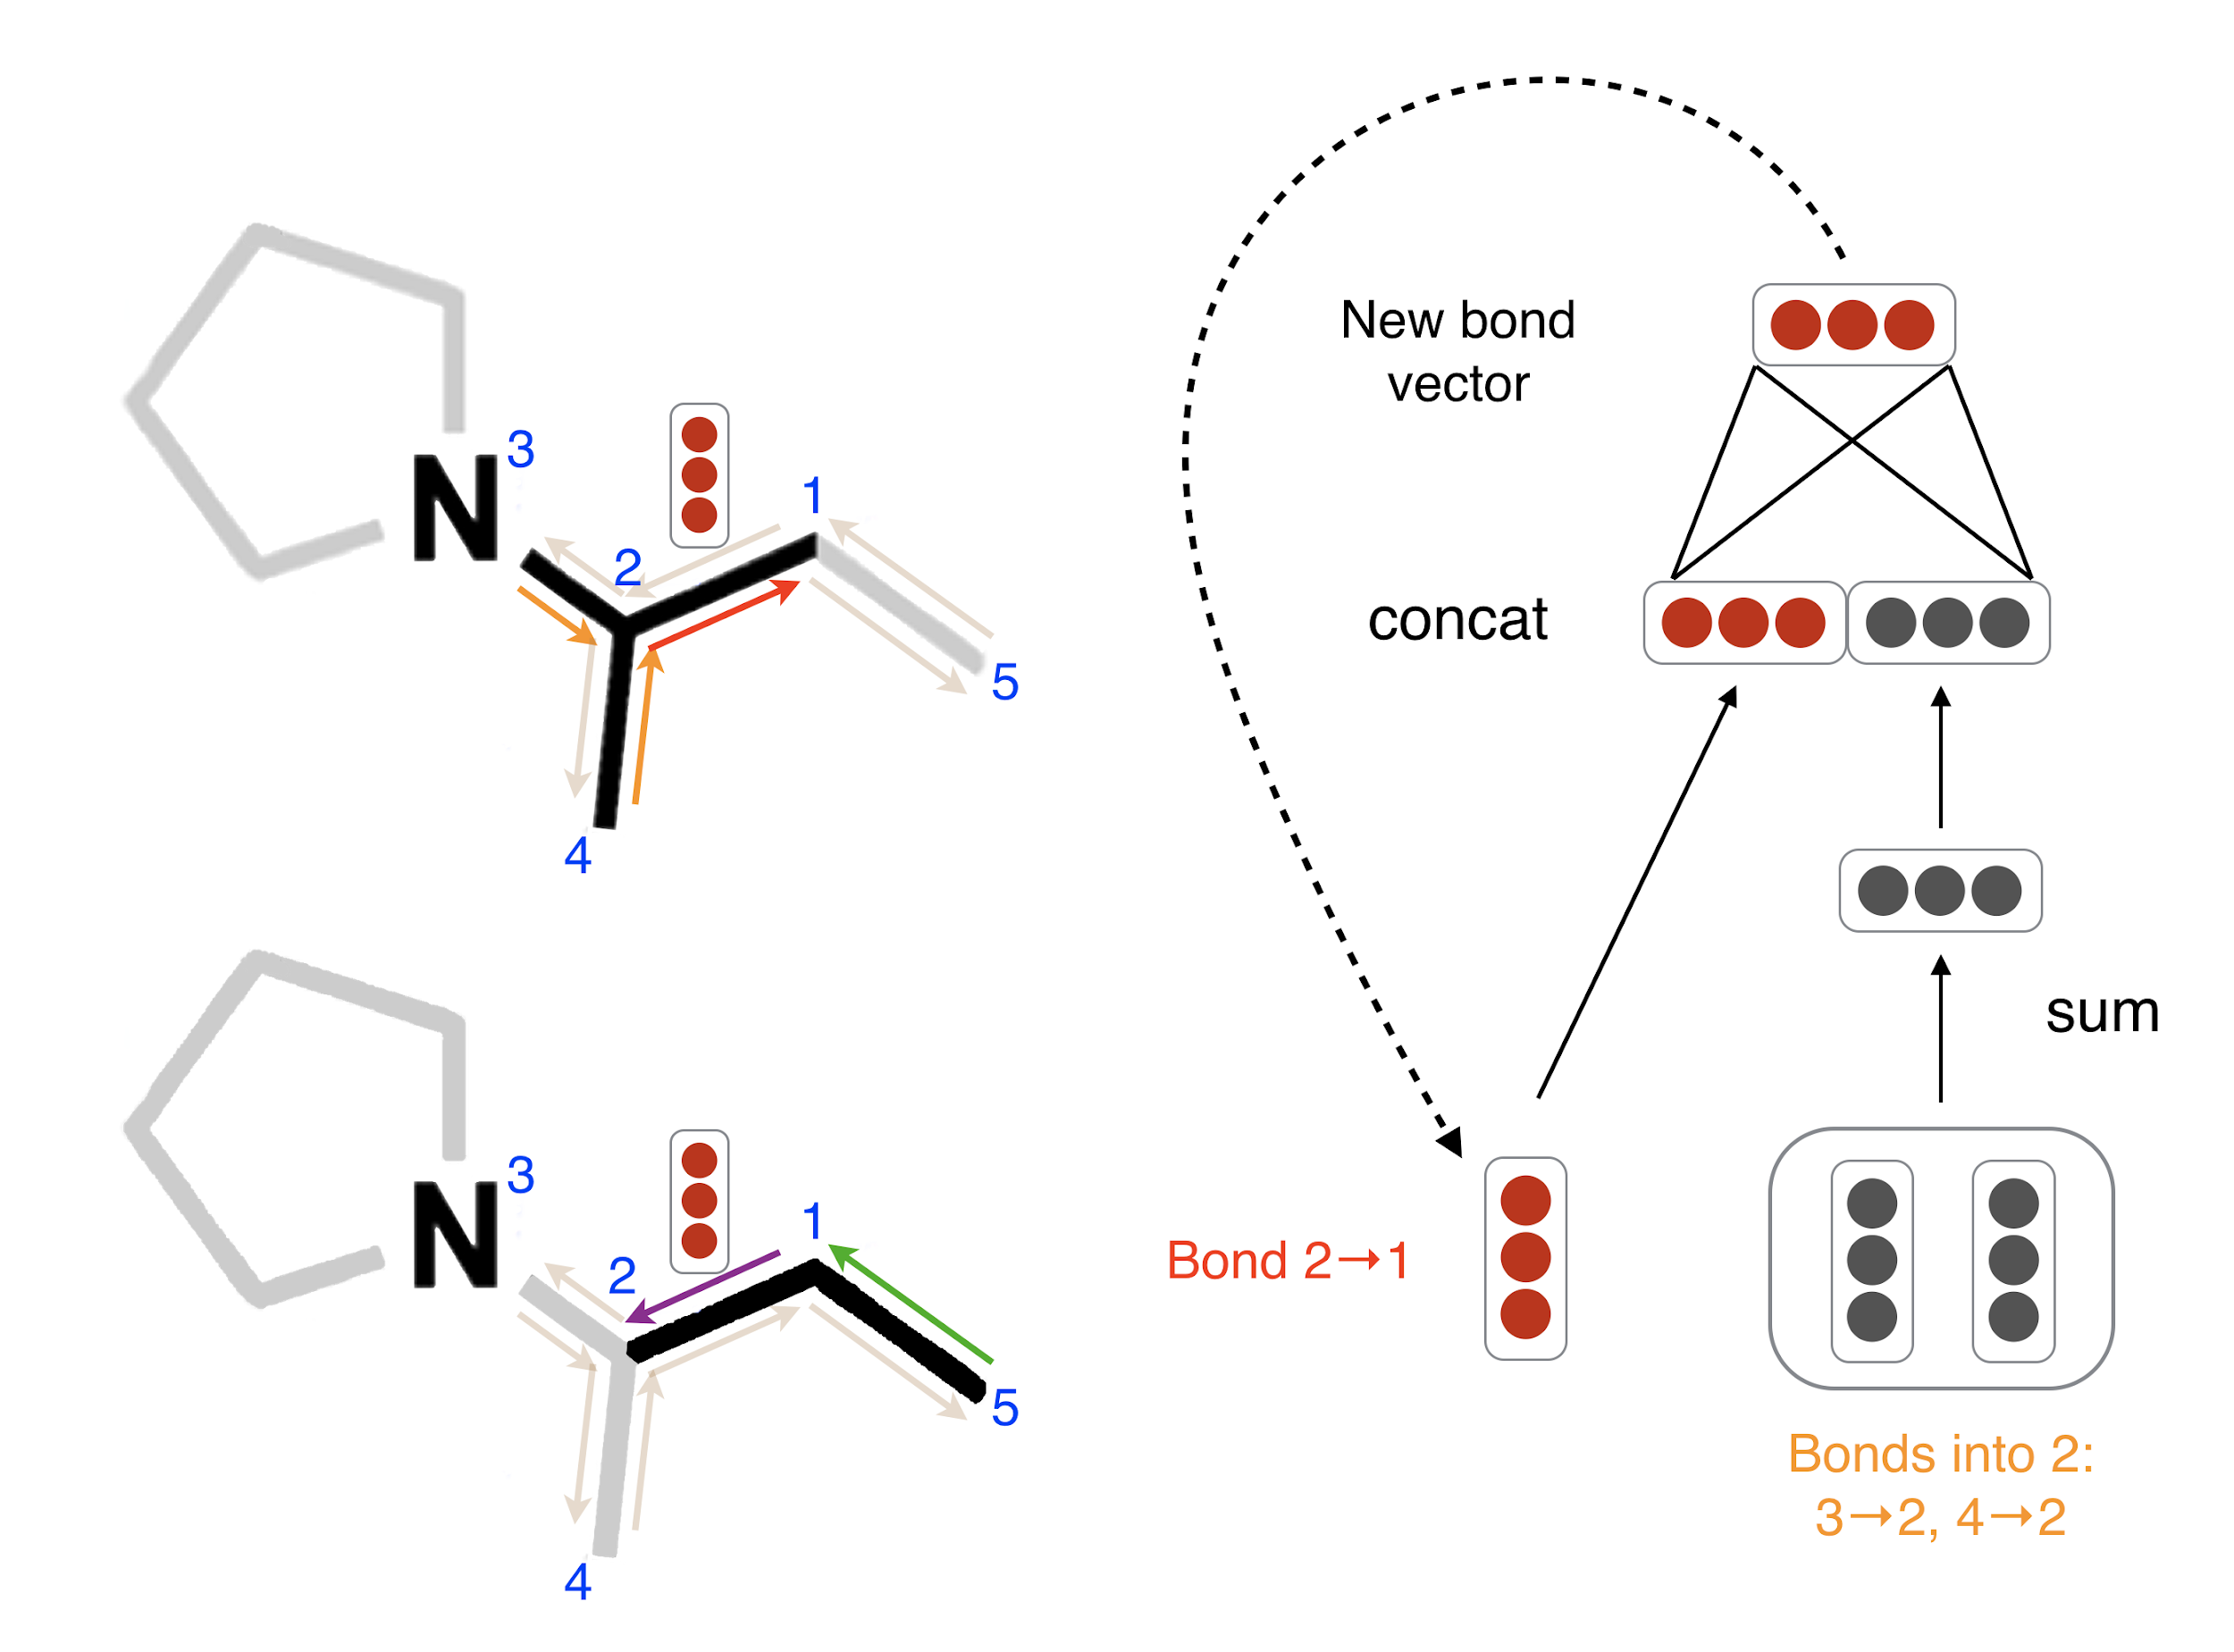 3
1
2
N
5
4
3
1
2
N
5
4
New bond
vector
concat
sum
Bond 2→1
Bonds into 2:
3→2, 4→2